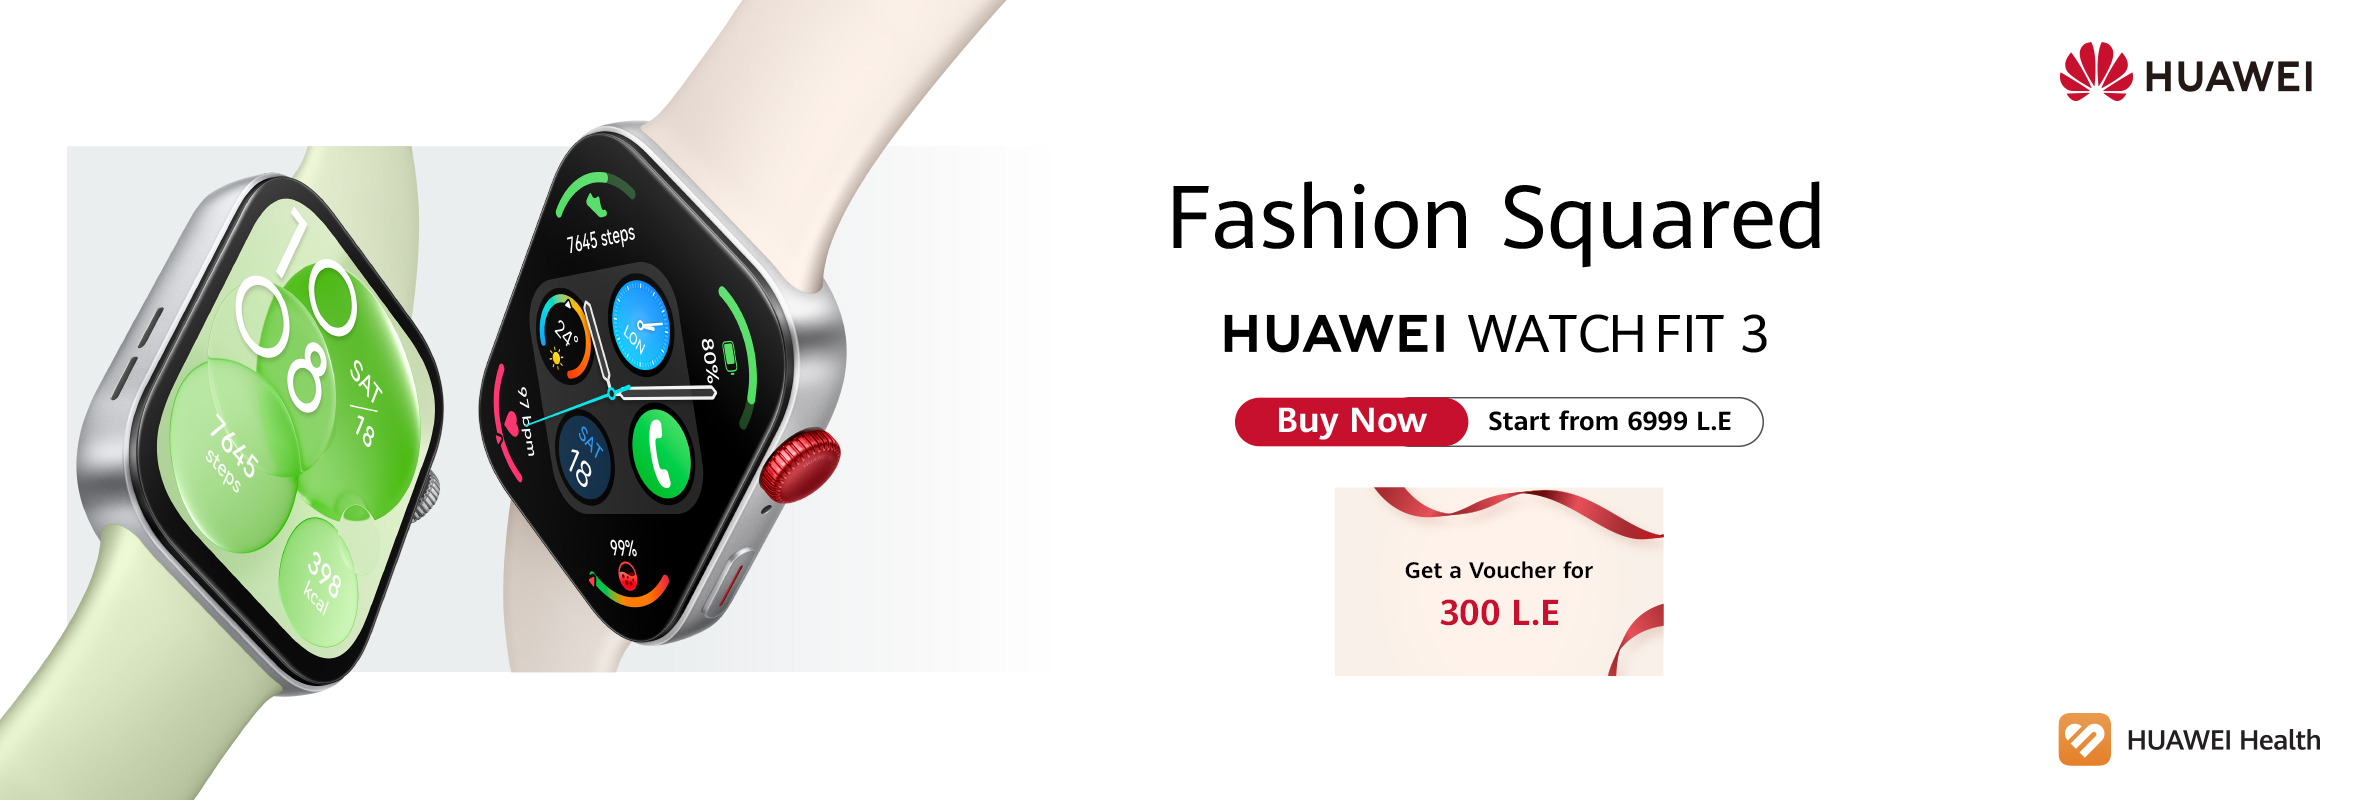 HUAWEI
Fashion Squared
HUAWEI WATCH FIT 3
Buy Now
Start from 6999 L.E
Get a Voucher for
300 L.E
HUAWEI Health
07
08
SAT
18
7645
steps
398
kcal
7645 steps
24°
LON
80%
97 bpm
SAT
18
99%